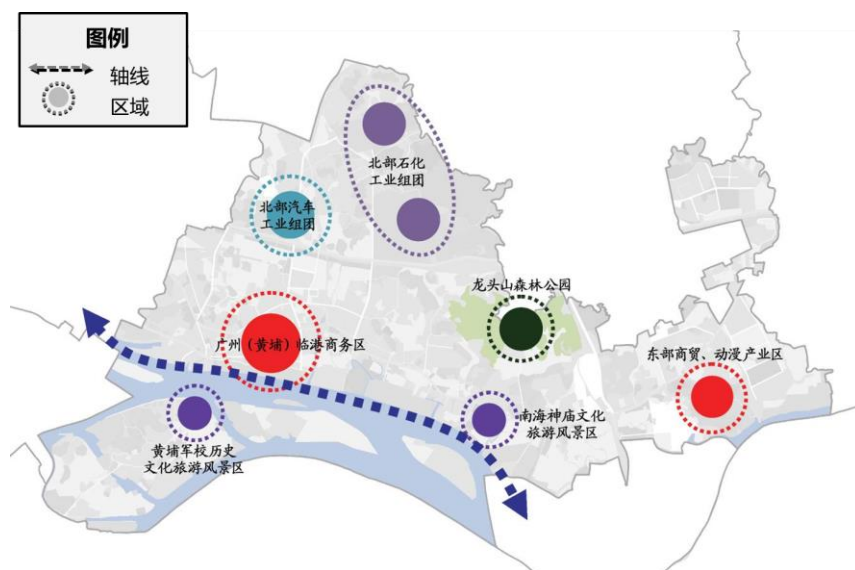 图例
轴线
区域
北部石化
工业组团
北部汽车
工业组团
龙头山森林公园
广州（黄埔）临港商务区
东部商贸、动漫产业区
南海神庙文化
旅游风景区
黄埔军校历史
文化旅游风景区